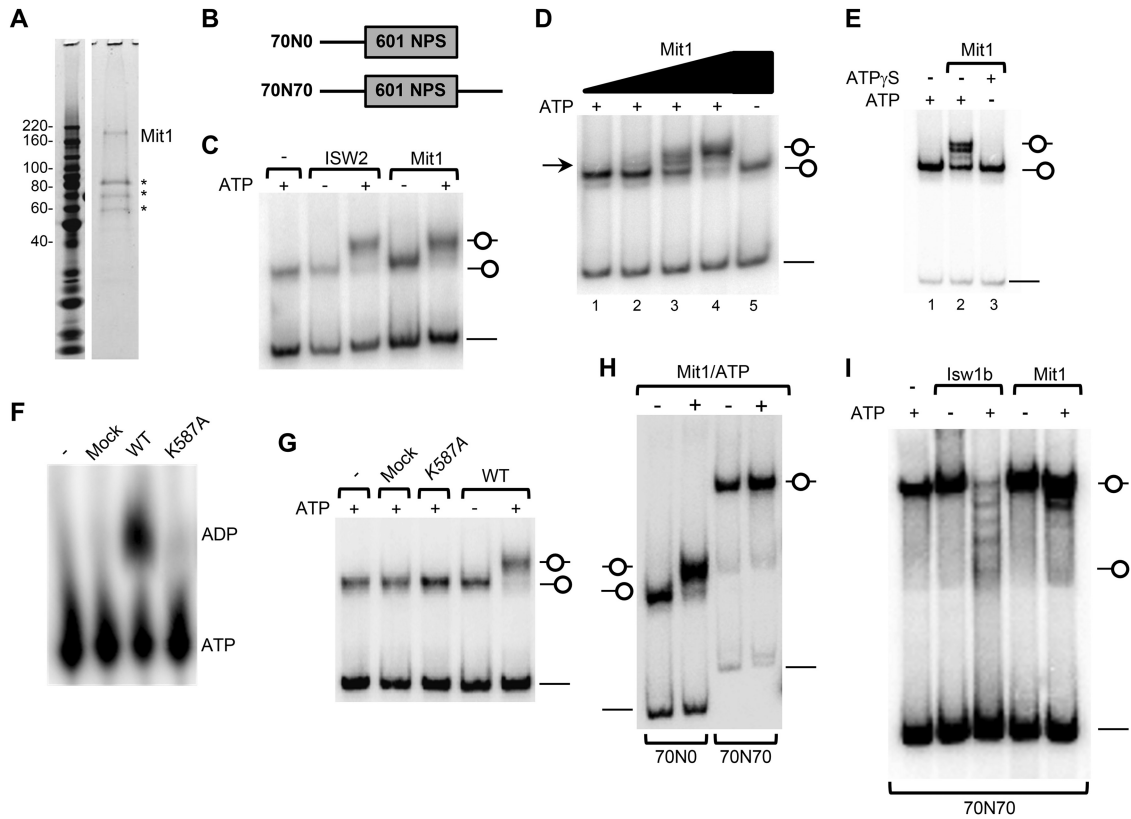 A
220-
160-
100-
80-
60-
40-
Mit1
*
*
*
B
70N0
601 NPS
70N70
601 NPS
C
- ISW2 Mit1
ATP + - + - +
D
Mit1
ATP + + + + -
1 2 3 4 5
E
Mit1
ATPγS - - +
ATP + + -
1 2 3
F
- Mock WT K587A
ADP
ATP
G
- Mock K587A WT
ATP + + + - +
H
Mit1/ATP
- + - +
70N0 70N70
I
- Isw1b Mit1
ATP + - + - +
70N70